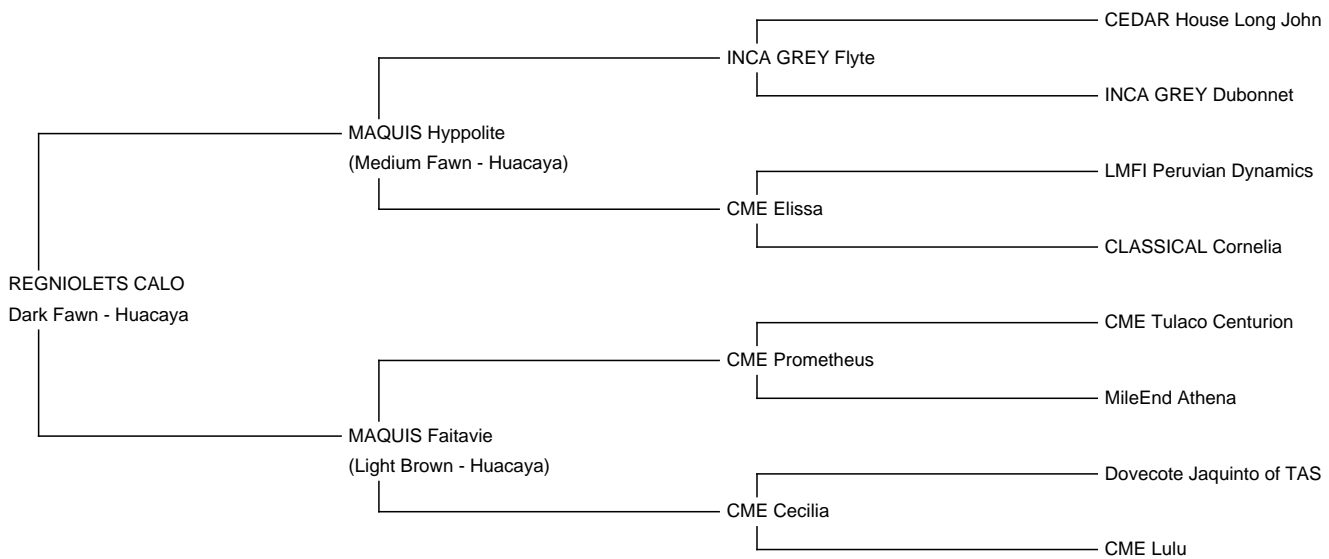 CEDAR House Long John
INCA GREY Flyte
INCA GREY Dubonnet
MAQUIS Hyppolite
(Medium Fawn - Huacaya)
LMFI Peruvian Dynamics
CME Elissa
CLASSICAL Cornelia
REGNIOLETS CALO
Dark Fawn - Huacaya
CME Tulaco Centurion
CME Prometheus
MileEnd Athena
MAQUIS Faitavie
(Light Brown - Huacaya)
Dovecote Jaquinto of TAS
CME Cecilia
CME Lulu